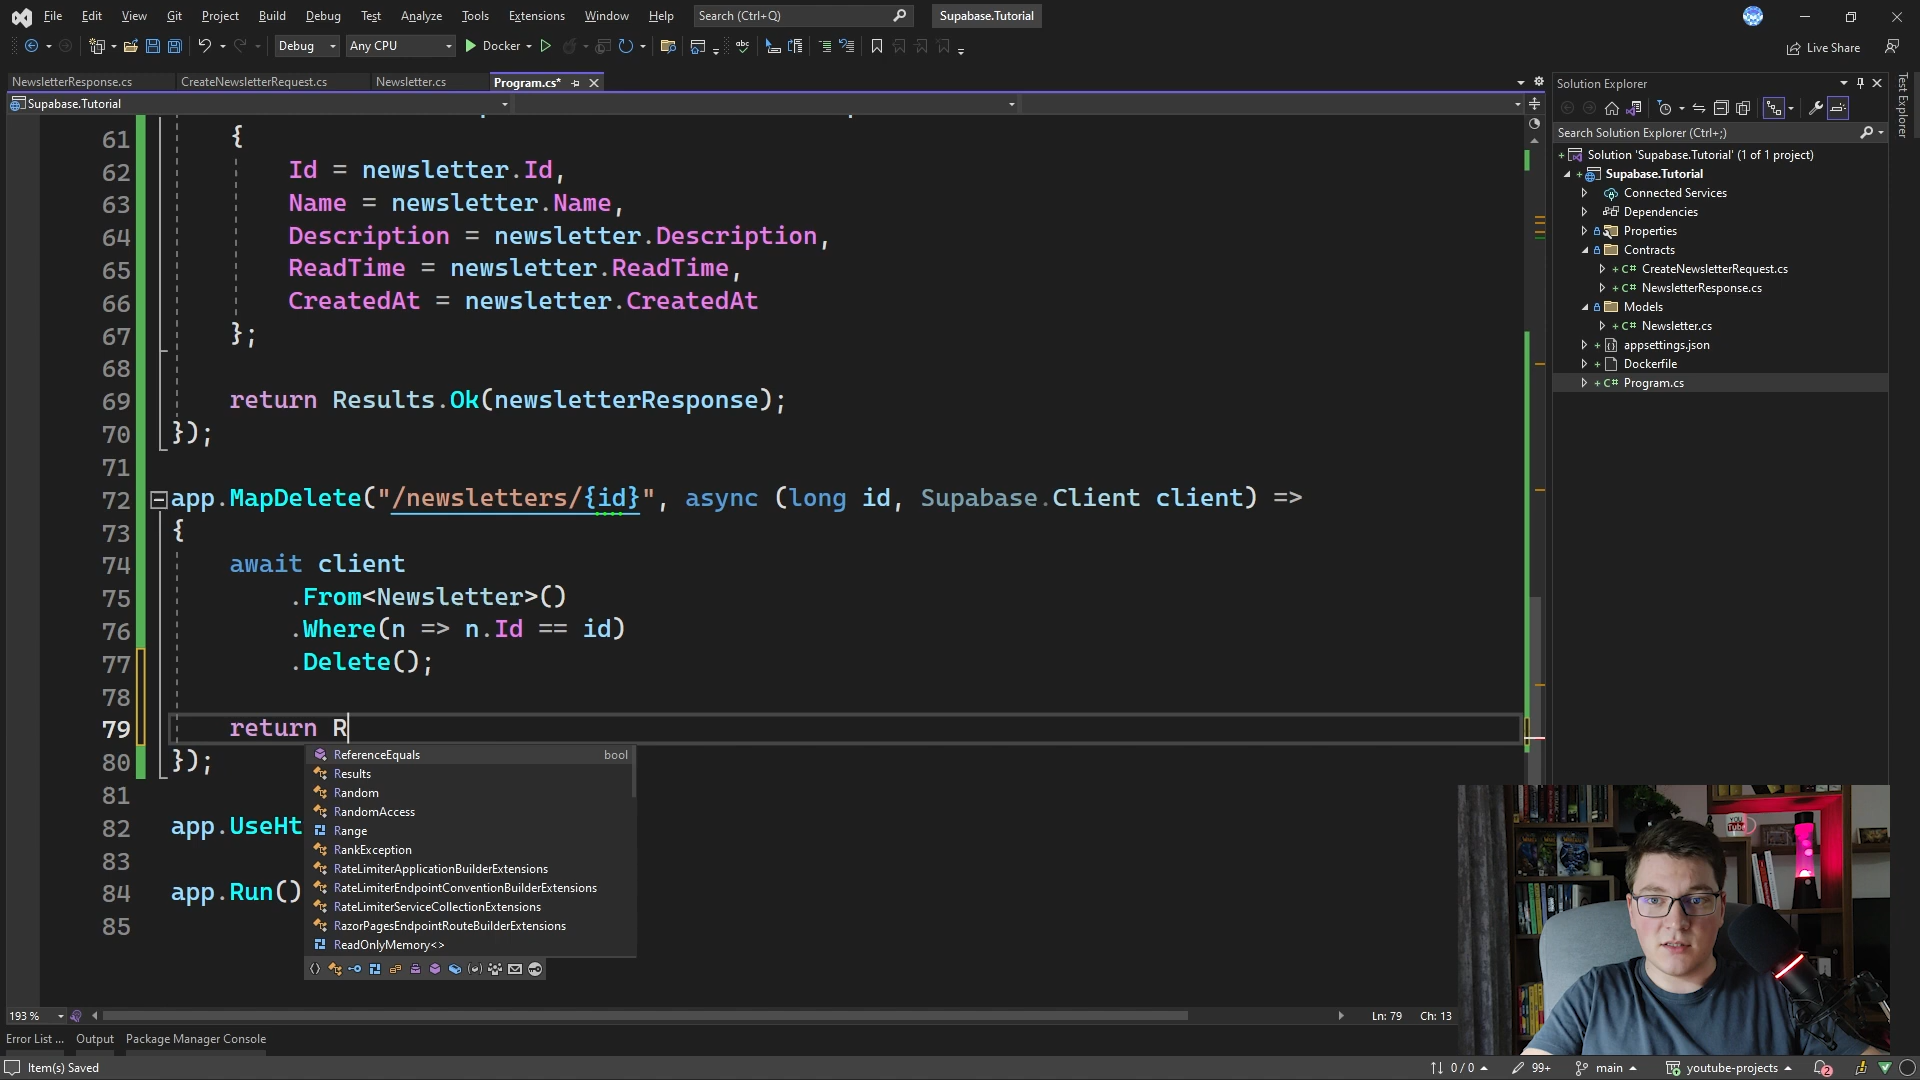 File Edit View Git Project Build Debug Test Analyze Tools Extensions Window Help Search (Ctrl+Q) Supabase.Tutorial
Debug Any CPU Docker Live Share
NewsletterResponse.cs CreateNewsletterRequest.cs Newsletter.cs Program.cs*
Supabase.Tutorial
61 {
62 Id = newsletter.Id,
63 Name = newsletter.Name,
64 Description = newsletter.Description,
65 ReadTime = newsletter.ReadTime,
66 CreatedAt = newsletter.CreatedAt
67 };
68
69 return Results.Ok(newsletterResponse);
70 });
71
72 app.MapDelete("/newsletters/{id}", async (long id, Supabase.Client client) =>
73 {
74 await client
75 .From<Newsletter>()
76 .Where(n => n.Id == id)
77 .Delete();
78
79 return R
80 });
81
82 app.UseHt
83
84 app.Run()
85
ReferenceEquals bool
Results
Random
RandomAccess
Range
RankException
RateLimiterApplicationBuilderExtensions
RateLimiterEndpointConventionBuilderExtensions
RateLimiterServiceCollectionExtensions
RazorPagesEndpointRouteBuilderExtensions
ReadOnlyMemory<>
Solution Explorer
Search Solution Explorer (Ctrl+;)
Solution 'Supabase.Tutorial' (1 of 1 project)
Supabase.Tutorial
Connected Services
Dependencies
Properties
Contracts
C# CreateNewsletterRequest.cs
C# NewsletterResponse.cs
Models
C# Newsletter.cs
appsettings.json
Dockerfile
C# Program.cs
Test Explorer
YOU
193 % Ln: 79 Ch: 13
Error List ... Output Package Manager Console
Item(s) Saved 0 / 0 99+ main youtube-projects 2